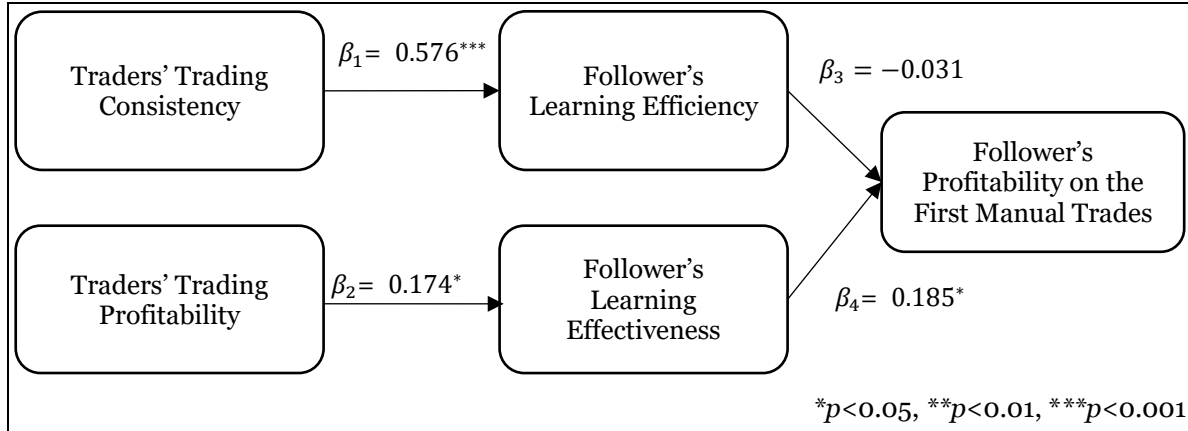 Traders’ Trading
Consistency
β₁= 0.576***
Follower’s
Learning Efficiency
β₃ = −0.031
Follower’s
Profitability on the
First Manual Trades
Traders’ Trading
Profitability
β₂= 0.174*
Follower’s
Learning
Effectiveness
β₄= 0.185*
*p<0.05, **p<0.01, ***p<0.001